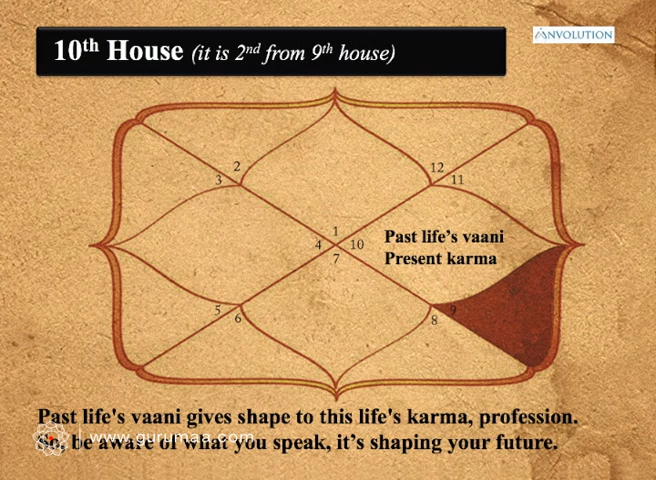 10th House (it is 2nd from 9th house)
ANVOLUTION
2
12
3
11
1
4
10
7
Past life's vaani
Present karma
5
6
9
8
Past life's vaani gives shape to this life's karma, profession.
So, be aware of what you speak, it's shaping your future.
www.gurumaa.com